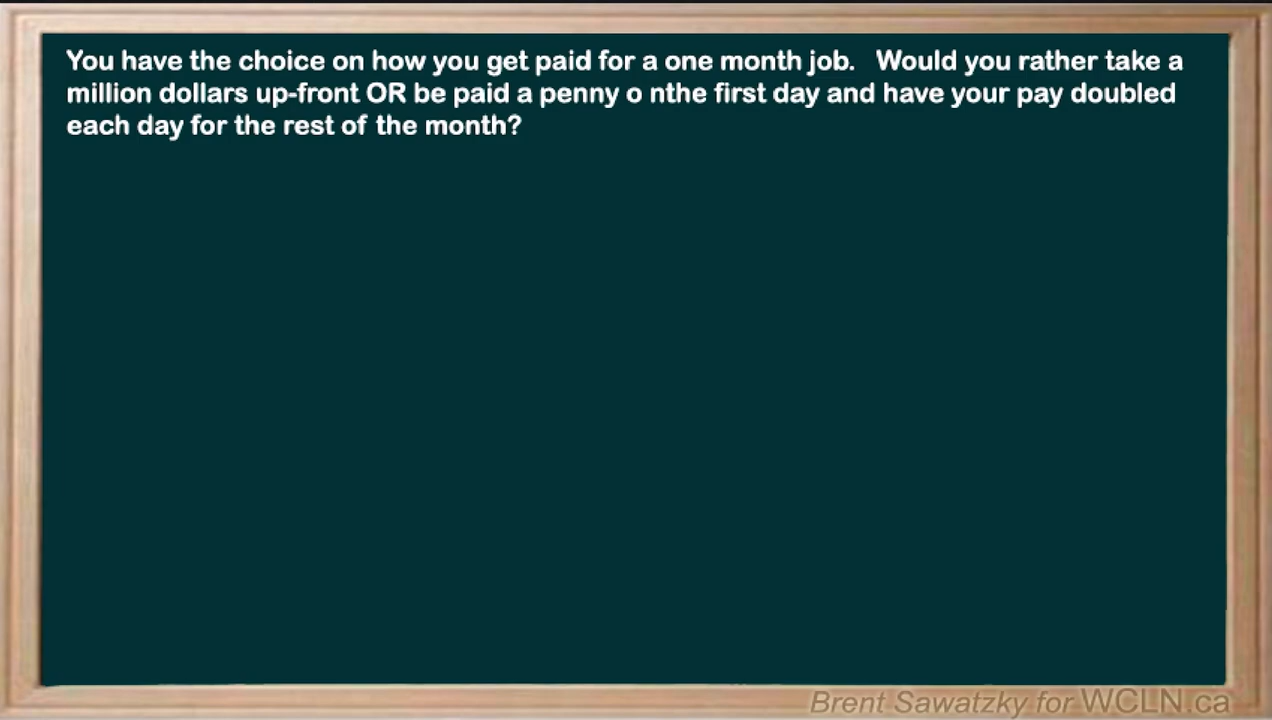 You have the choice on how you get paid for a one month job.   Would you rather take a
million dollars up-front OR be paid a penny o nthe first day and have your pay doubled
each day for the rest of the month?
Brent Sawatzky for WCLN.ca